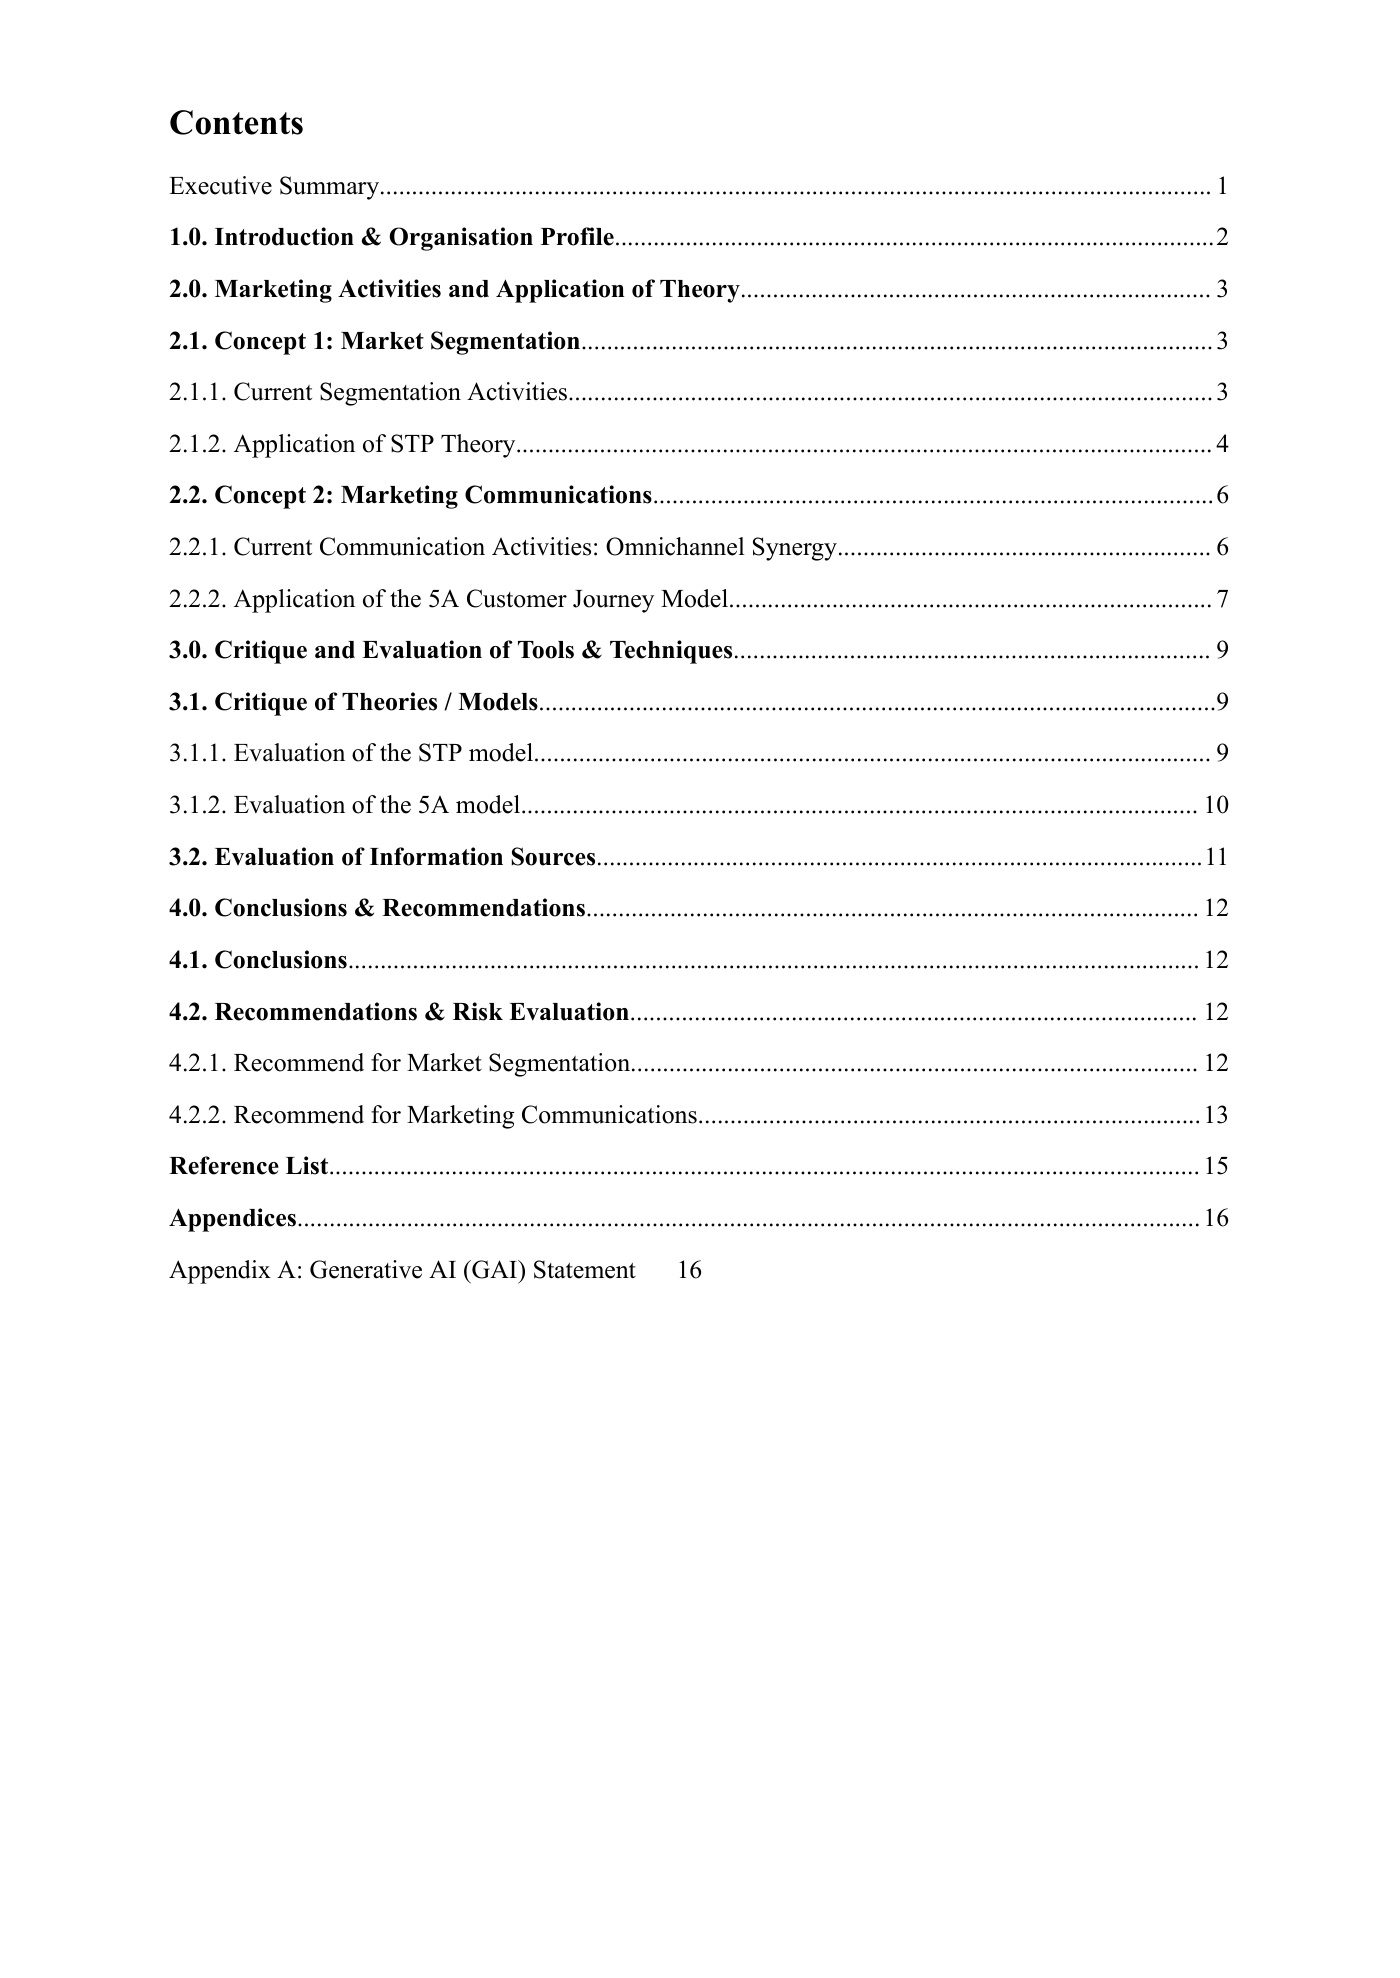 Contents
Executive Summary.......... 1
1.0. Introduction & Organisation Profile.......... 2
2.0. Marketing Activities and Application of Theory.......... 3
2.1. Concept 1: Market Segmentation.......... 3
2.1.1. Current Segmentation Activities.......... 3
2.1.2. Application of STP Theory.......... 4
2.2. Concept 2: Marketing Communications.......... 6
2.2.1. Current Communication Activities: Omnichannel Synergy.......... 6
2.2.2. Application of the 5A Customer Journey Model.......... 7
3.0. Critique and Evaluation of Tools & Techniques.......... 9
3.1. Critique of Theories / Models.......... 9
3.1.1. Evaluation of the STP model.......... 9
3.1.2. Evaluation of the 5A model.......... 10
3.2. Evaluation of Information Sources.......... 11
4.0. Conclusions & Recommendations.......... 12
4.1. Conclusions.......... 12
4.2. Recommendations & Risk Evaluation.......... 12
4.2.1. Recommend for Market Segmentation.......... 12
4.2.2. Recommend for Marketing Communications.......... 13
Reference List.......... 15
Appendices.......... 16
Appendix A: Generative AI (GAI) Statement 16